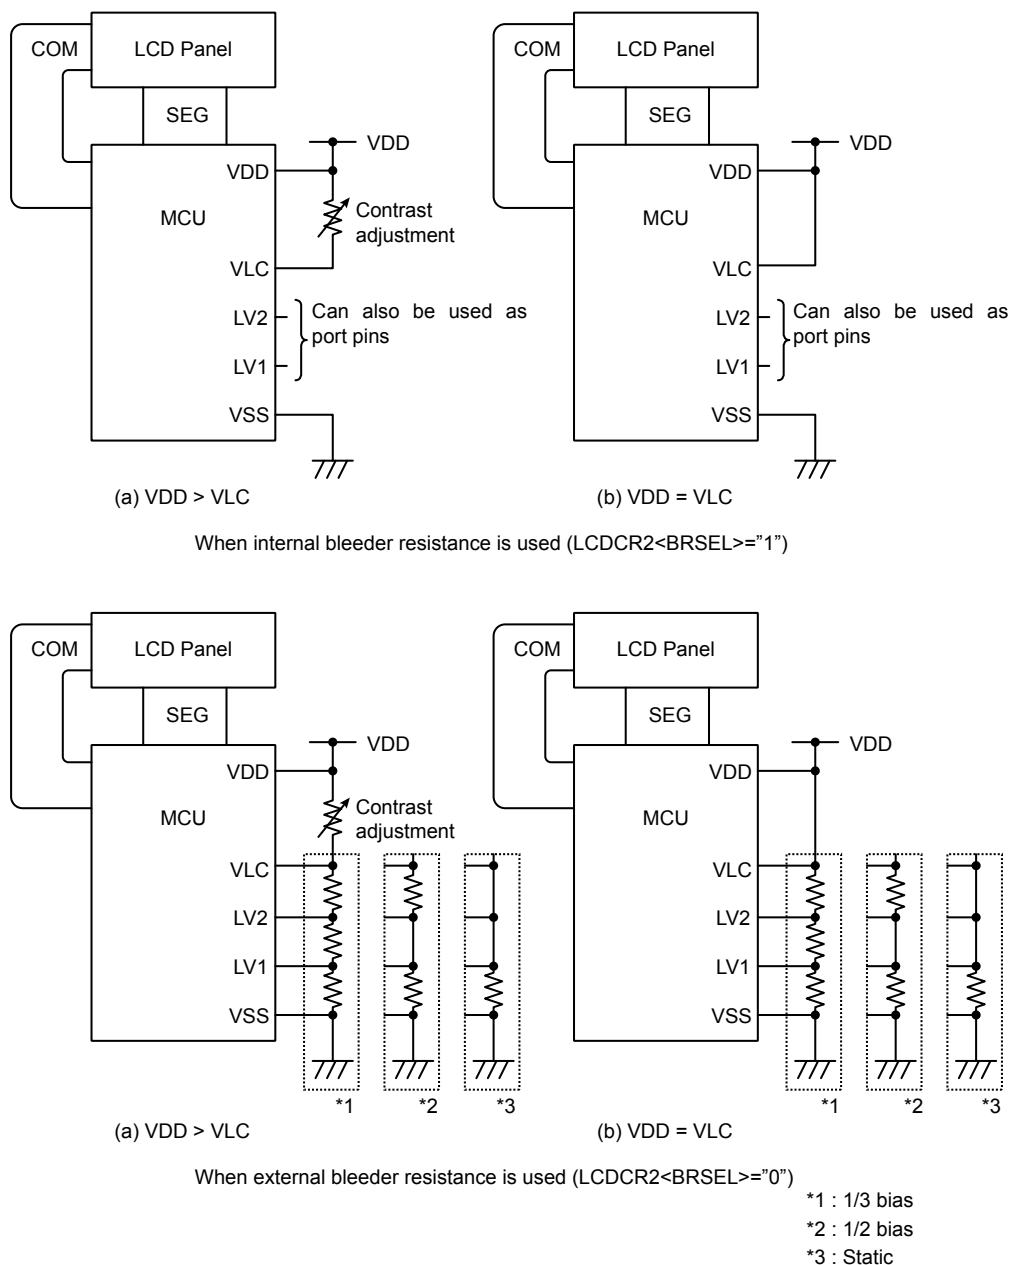 COM
LCD Panel
SEG
VDD
VDD
MCU
Contrast
adjustment
VLC
LV2
Can also be used as
port pins
LV1
VSS
(a) VDD > VLC
COM
LCD Panel
SEG
VDD
VDD
MCU
VLC
LV2
Can also be used as
port pins
LV1
VSS
(b) VDD = VLC
When internal bleeder resistance is used (LCDCR2<BRSEL>=”1”)
COM
LCD Panel
SEG
VDD
VDD
MCU
Contrast
adjustment
VLC
LV2
LV1
VSS
*1
*2
*3
(a) VDD > VLC
COM
LCD Panel
SEG
VDD
VDD
MCU
VLC
LV2
LV1
VSS
*1
*2
*3
(b) VDD = VLC
When external bleeder resistance is used (LCDCR2<BRSEL>=”0”)
*1 : 1/3 bias
*2 : 1/2 bias
*3 : Static